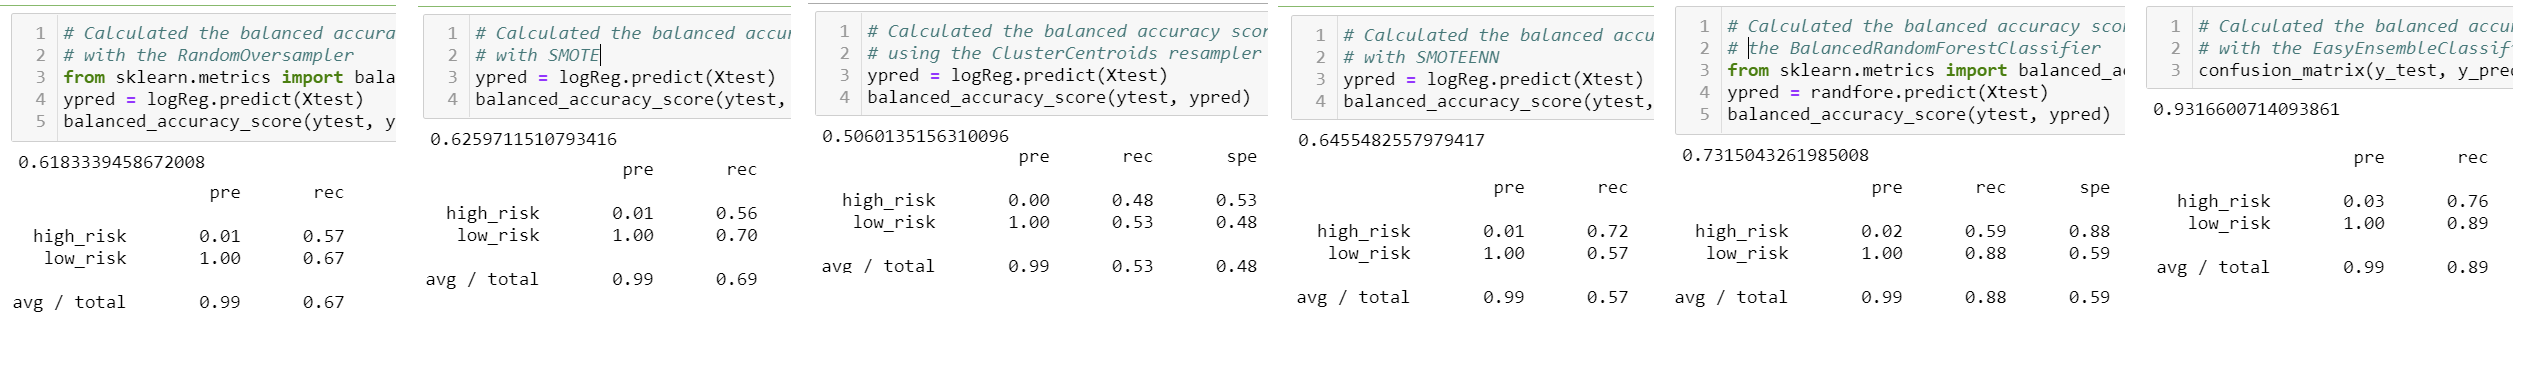 1 # Calculated the balanced accura
2 # with the RandomOversampler
3 from sklearn.metrics import bala
4 ypred = logReg.predict(Xtest)
5 balanced_accuracy_score(ytest, y
0.6183339458672008
pre rec
high_risk 0.01 0.57
low_risk 1.00 0.67
avg / total 0.99 0.67
1 # Calculated the balanced accur
2 # with SMOTE
3 ypred = logReg.predict(Xtest)
4 balanced_accuracy_score(ytest,
0.6259711510793416
pre rec
high_risk 0.01 0.56
low_risk 1.00 0.70
avg / total 0.99 0.69
1 # Calculated the balanced accuracy scor
2 # using the ClusterCentroids resampler
3 ypred = logReg.predict(Xtest)
4 balanced_accuracy_score(ytest, ypred)
0.5060135156310096
pre rec spe
high_risk 0.00 0.48 0.53
low_risk 1.00 0.53 0.48
avg / total 0.99 0.53 0.48
1 # Calculated the balanced accu
2 # with SMOTEENN
3 ypred = logReg.predict(Xtest)
4 balanced_accuracy_score(ytest,
0.6455482557979417
pre rec
high_risk 0.01 0.72
low_risk 1.00 0.57
avg / total 0.99 0.57
1 # Calculated the balanced accuracy scor
2 # the BalancedRandomForestClassifier
3 from sklearn.metrics import balanced_ac
4 ypred = randfore.predict(Xtest)
5 balanced_accuracy_score(ytest, ypred)
0.7315043261985008
pre rec spe
high_risk 0.02 0.59 0.88
low_risk 1.00 0.88 0.59
avg / total 0.99 0.88 0.59
1 # Calculated the balanced accur
2 # with the EasyEnsembleClassif
3 confusion_matrix(y_test, y_pred
0.9316600714093861
pre rec
high_risk 0.03 0.76
low_risk 1.00 0.89
avg / total 0.99 0.89